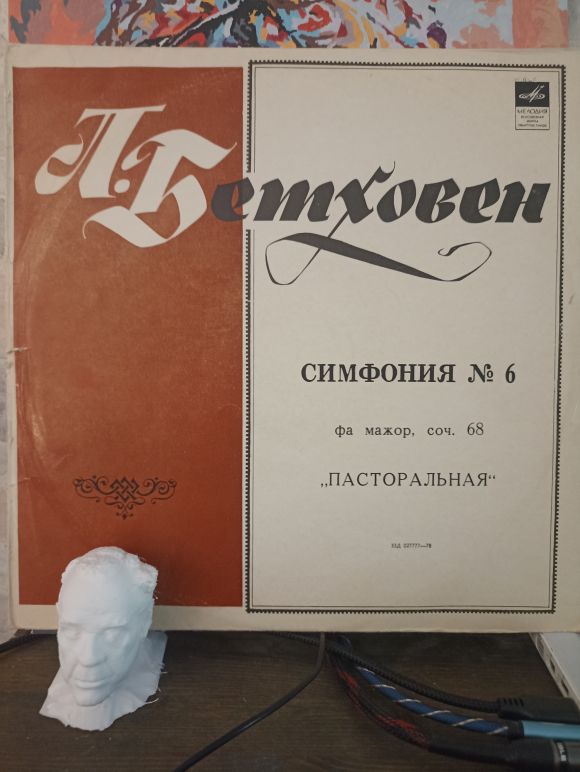 МЕЛОДИЯ
Л. Бетховен
СИМФОНИЯ № 6
фа мажор, соч. 68
„ПАСТОРАЛЬНАЯ“